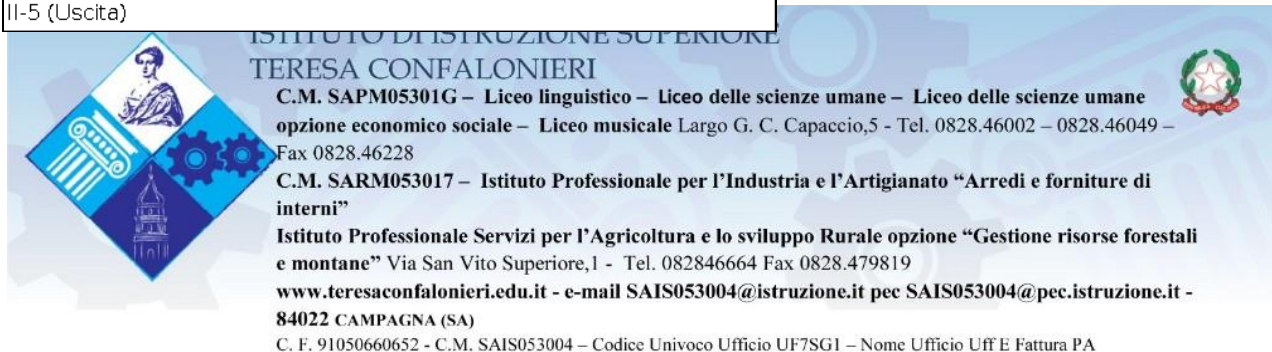 II-5 (Uscita)
ISTITUTO DI ISTRUZIONE SUPERIORE
TERESA CONFALONIERI
C.M. SAPM05301G – Liceo linguistico – Liceo delle scienze umane – Liceo delle scienze umane
opzione economico sociale – Liceo musicale Largo G. C. Capaccio,5 - Tel. 0828.46002 – 0828.46049 –
Fax 0828.46228
C.M. SARM053017 – Istituto Professionale per l’Industria e l’Artigianato “Arredi e forniture di
interni”
Istituto Professionale Servizi per l’Agricoltura e lo sviluppo Rurale opzione “Gestione risorse forestali
e montane” Via San Vito Superiore,1 - Tel. 082846664 Fax 0828.479819
www.teresaconfalonieri.edu.it - e-mail SAIS053004@istruzione.it pec SAIS053004@pec.istruzione.it -
84022 CAMPAGNA (SA)
C. F. 91050660652 - C.M. SAIS053004 – Codice Univoco Ufficio UF7SG1 – Nome Ufficio Uff E Fattura PA